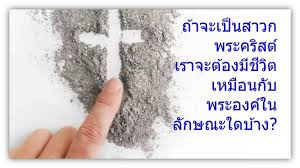 ถ้าจะเป็นสาวก
พระคริสต์
เราจะต้องมีชีวิต
เหมือนกับ
พระองค์ใน
ลักษณะใดบ้าง?